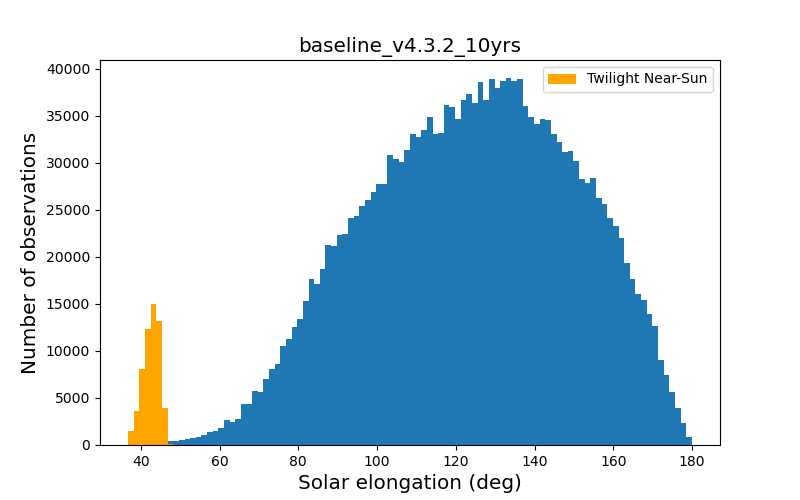 baseline_v4.3.2_10yrs
Twilight Near-Sun
Number of observations
40000
35000
30000
25000
20000
15000
10000
5000
0
40 60 80 100 120 140 160 180
Solar elongation (deg)